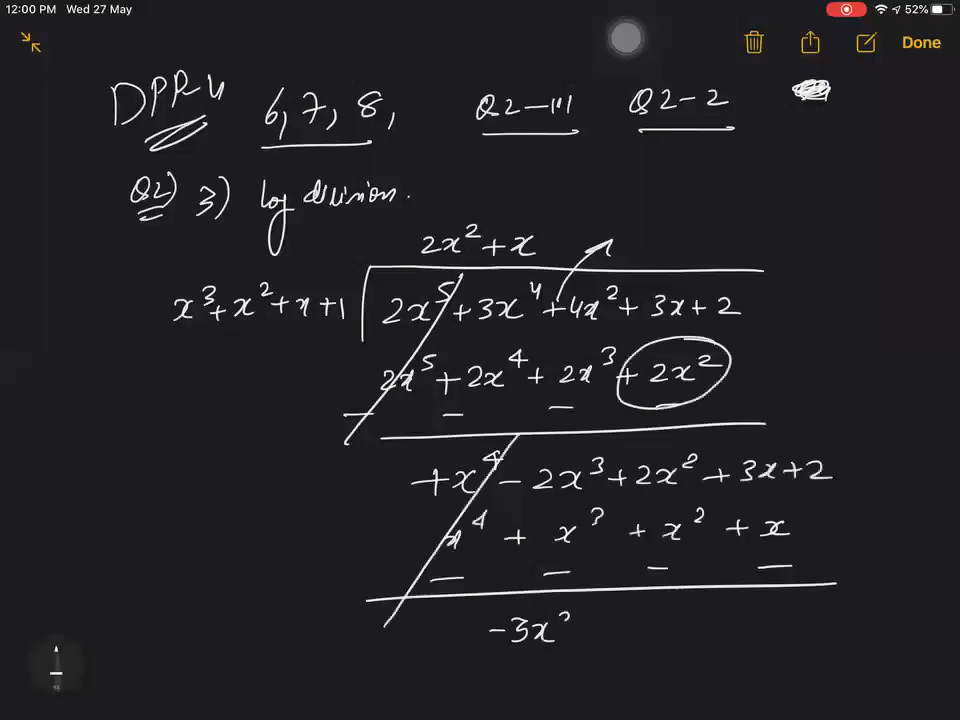 12:00 PM Wed 27 May 52%
Done
DPP-4 6, 7, 8, Q2-111 Q2-2
Q2) 3) log division.
2x² + x
x³ + x² + x + 1 2x⁵ + 3x⁴ + 4x² + 3x + 2
2x⁵ + 2x⁴ + 2x³ + 2x²
- - -
+x⁴ - 2x³ + 2x² + 3x + 2
x⁴ + x³ + x² + x
- - - -
-3x³